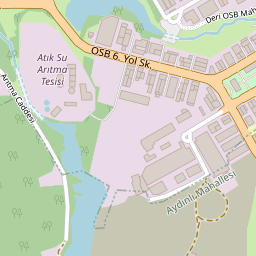 Deri OSB Mah
OSB 6. Yol Sk.
Atık Su
Arıtma
Tesisi
Arıtma Caddesi
Aydınlı Mahallesi